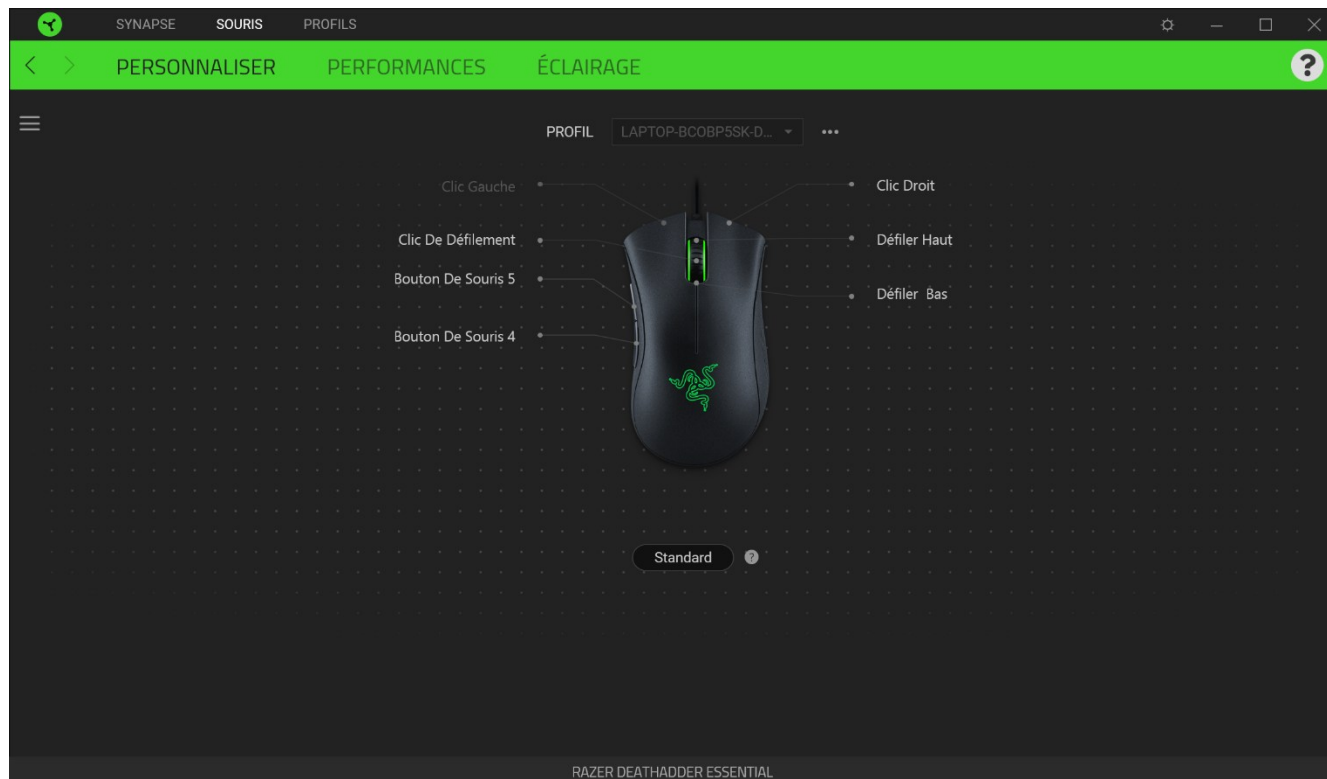 SYNAPSE SOURIS PROFILS
PERSONNALISER PERFORMANCES ÉCLAIRAGE ?
PROFIL LAPTOP-BCOBP5SK-D... •••
Clic Gauche Clic Droit
Clic De Défilement Défiler Haut
Bouton De Souris 5
Défiler Bas
Bouton De Souris 4
Standard ?
RAZER DEATHADDER ESSENTIAL